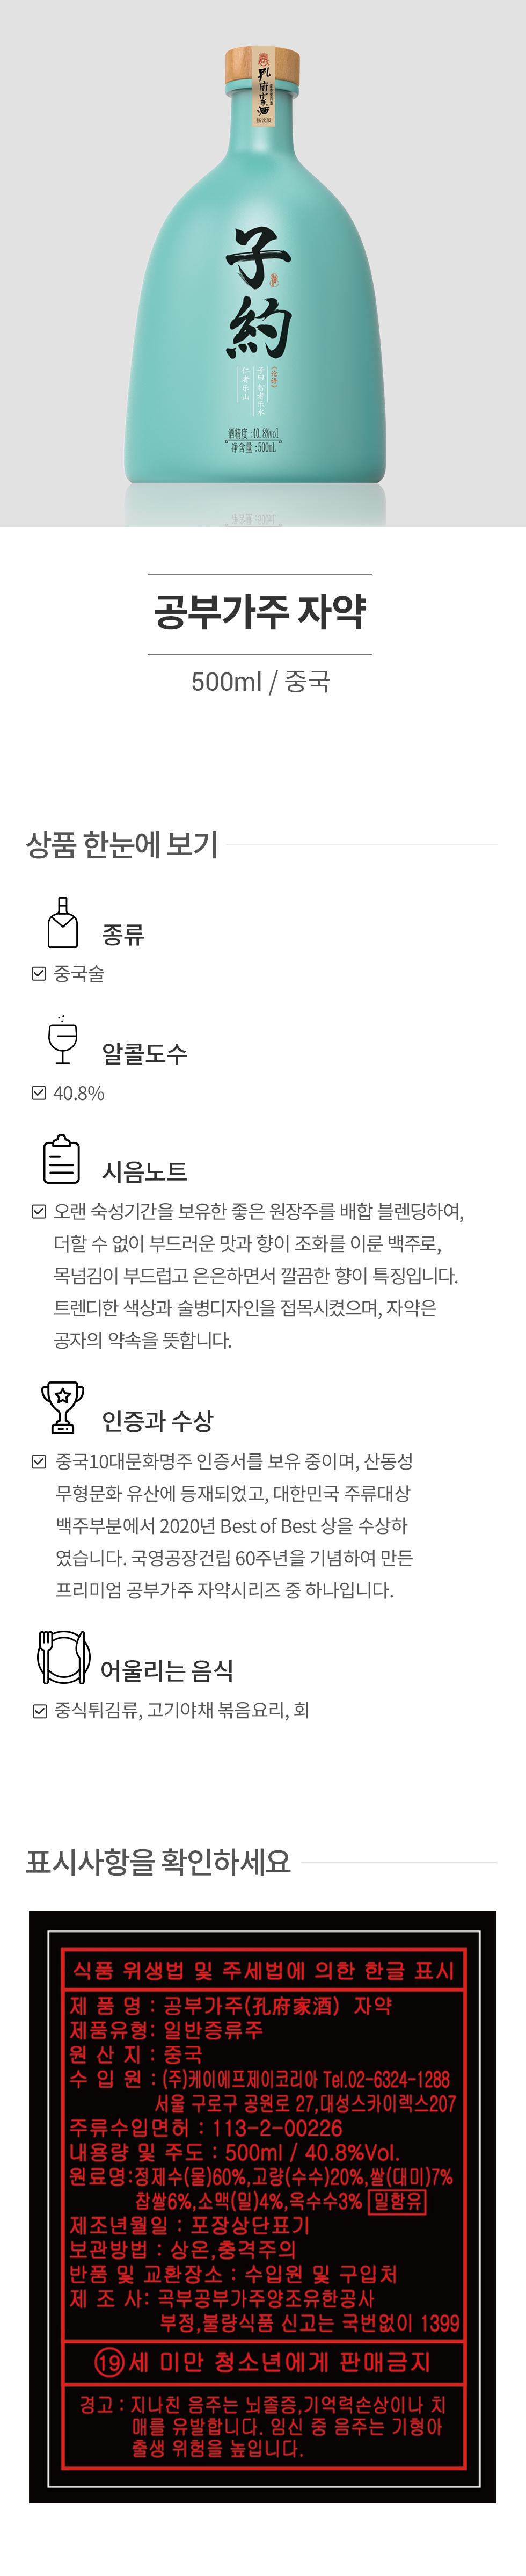 孔府家酒
子
約
《论语》
子曰 智者乐水
仁者乐山
酒精度:40.8%vol
净含量:500mL
공부가주 자약
500ml / 중국
상품 한눈에 보기
종류
중국술
알콜도수
40.8%
시음노트
오랜 숙성기간을 보유한 좋은 원장주를 배합 블렌딩하여,
더할 수 없이 부드러운 맛과 향이 조화를 이룬 백주로,
목넘김이 부드럽고 은은하면서 깔끔한 향이 특징입니다.
트렌디한 색상과 술병디자인을 접목시켰으며, 자약은
공자의 약속을 뜻합니다.
인증과 수상
중국10대문화명주 인증서를 보유 중이며, 산동성
무형문화 유산에 등재되었고, 대한민국 주류대상
백주부분에서 2020년 Best of Best 상을 수상하
였습니다. 국영공장건립 60주년을 기념하여 만든
프리미엄 공부가주 자약시리즈 중 하나입니다.
어울리는 음식
중식튀김류, 고기야채 볶음요리, 회
표시사항을 확인하세요
식품 위생법 및 주세법에 의한 한글 표시
제 품 명 : 공부가주(孔府家酒) 자약
제품유형: 일반증류주
원 산 지 : 중국
수 입 원 : (주)케이에프제이코리아 Tel.02-6324-1288
서울 구로구 공원로 27,대성스카이렉스207
주류수입면허 : 113-2-00226
내용량 및 주도 : 500ml / 40.8%Vol.
원료명:정제수(물)60%,고량(수수)20%,쌀(대미)7%
찹쌀6%,소맥(밀)4%,옥수수3% 밀함유
제조년월일 : 포장상단표기
보관방법 : 상온,충격주의
반품 및 교환장소 : 수입원 및 구입처
제 조 사: 곡부공부가주양조유한공사
부정,불량식품 신고는 국번없이 1399
19세 미만 청소년에게 판매금지
경고 : 지나친 음주는 뇌졸증,기억력손상이나 치
매를 유발합니다. 임신 중 음주는 기형아
출생 위험을 높입니다.